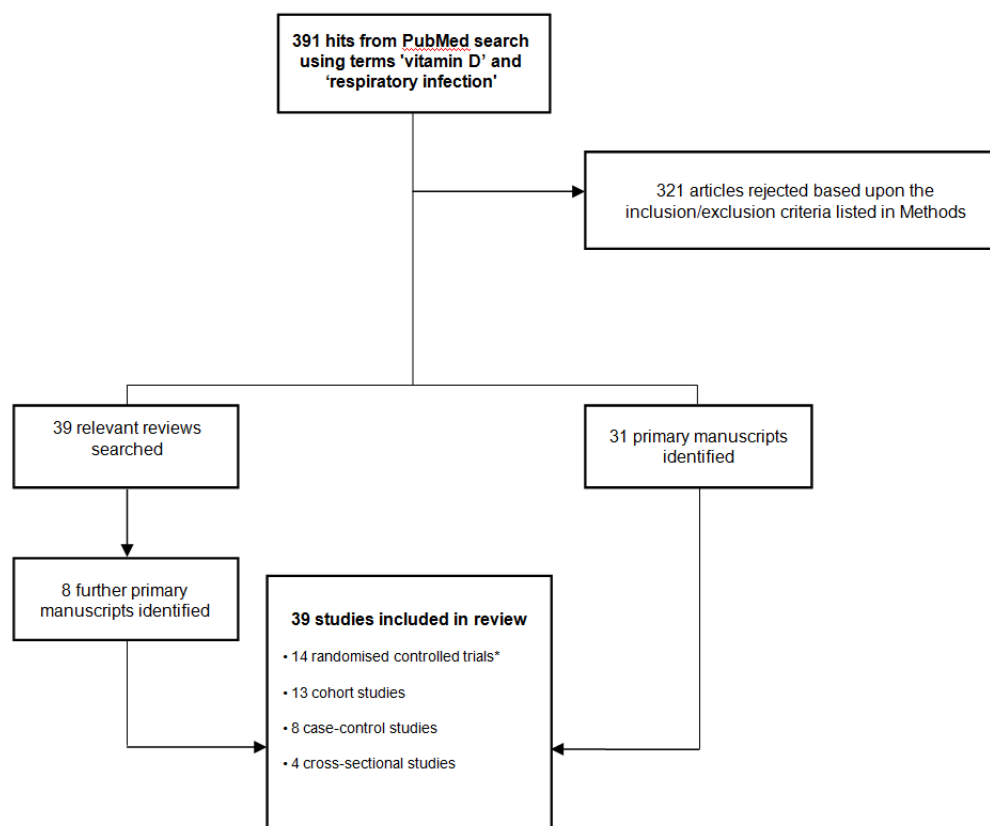 391 hits from PubMed search
using terms 'vitamin D’ and
‘respiratory infection'
321 articles rejected based upon the
inclusion/exclusion criteria listed in Methods
39 relevant reviews
searched
31 primary manuscripts
identified
8 further primary
manuscripts identified
39 studies included in review
• 14 randomised controlled trials*
• 13 cohort studies
• 8 case-control studies
• 4 cross-sectional studies